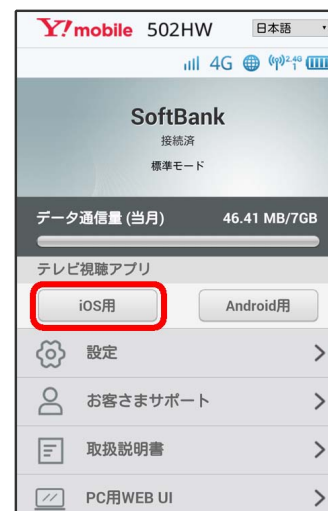 Y! mobile 502HW 日本語
4G 2.4G 1
SoftBank
接続済
標準モード
データ通信量 (当月) 46.41 MB/7GB
テレビ視聴アプリ
iOS用 Android用
設定
お客さまサポート
取扱説明書
PC用WEB UI